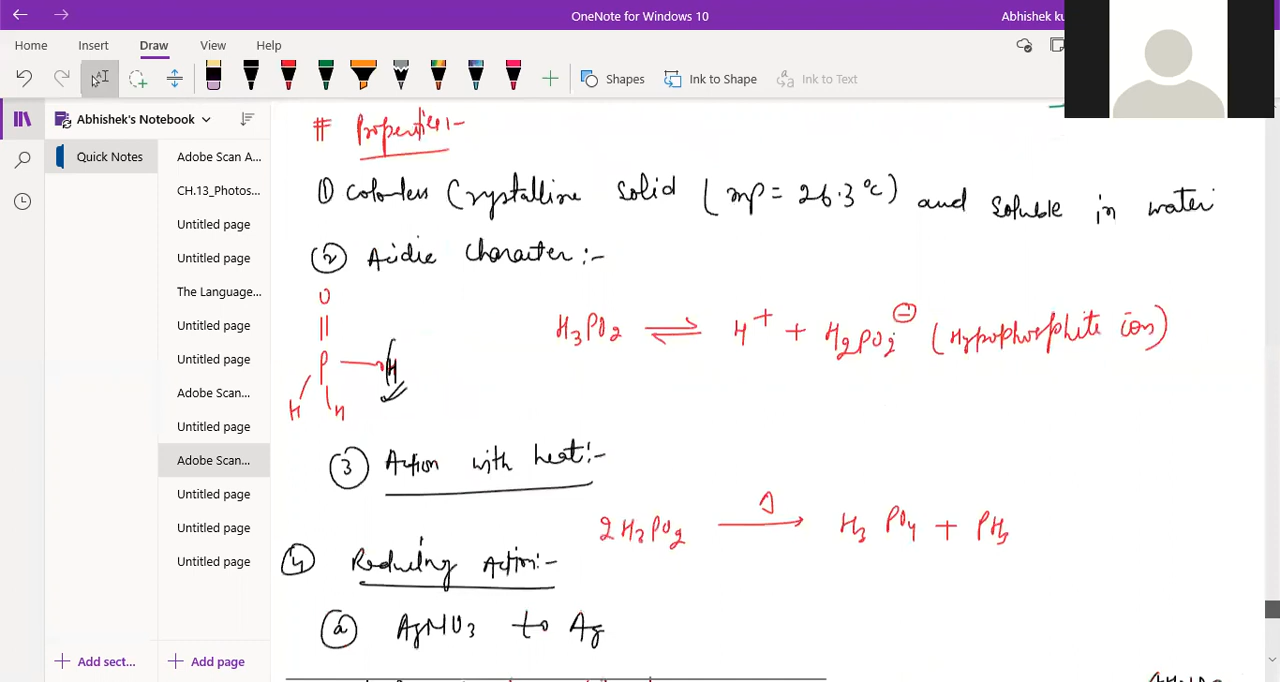 OneNote for Windows 10
Abhishek ku
Home Insert Draw View Help
Shapes Ink to Shape Ink to Text
Abhishek's Notebook
Quick Notes
Adobe Scan A...
CH.13_Photos...
Untitled page
Untitled page
The Language...
Untitled page
Untitled page
Adobe Scan...
Untitled page
Adobe Scan...
Untitled page
Untitled page
Untitled page
Add sect...
Add page
# Properties:-
① Colorless Crystalline Solid (mp = 26.3°C) and soluble in water
② Acidic Character:-
O
||
P — H
H H
H₃PO₂ ⇌ H⁺ + H₂PO₂⊖ (Hypophosphite ion)
③ Action with heat:-
2H₃PO₂ —Δ→ H₃PO₄ + PH₃
④ Reducing Action:-
ⓐ AgNO₃ to Ag